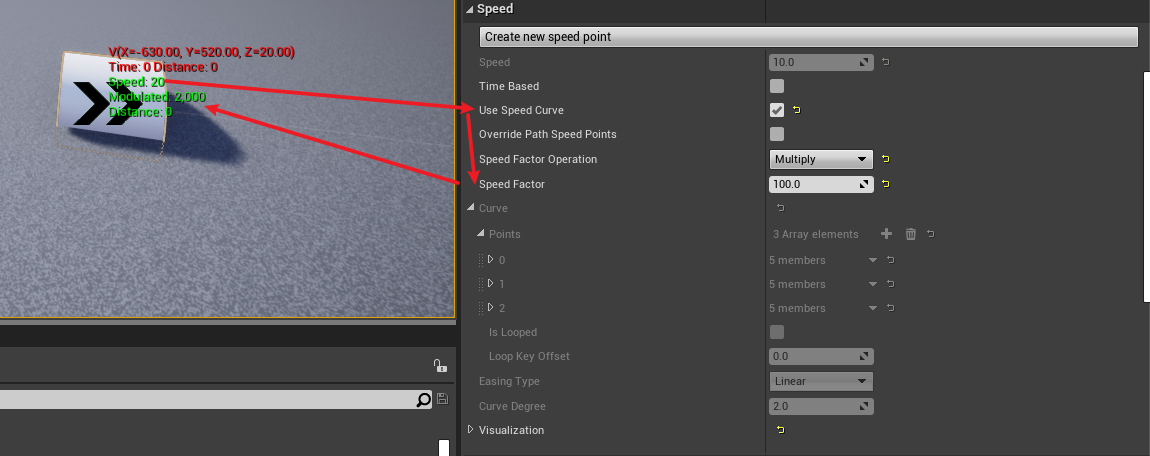 V(X=-630.00, Y=520.00, Z=20.00)
Time: 0 Distance: 0
Speed: 20
Modulated: 2,000
Distance: 0
Speed
Create new speed point
Speed 10.0
Time Based
Use Speed Curve
Override Path Speed Points
Speed Factor Operation Multiply
Speed Factor 100.0
Curve
Points 3 Array elements
0 5 members
1 5 members
2 5 members
Is Looped
Loop Key Offset 0.0
Easing Type Linear
Curve Degree 2.0
Visualization